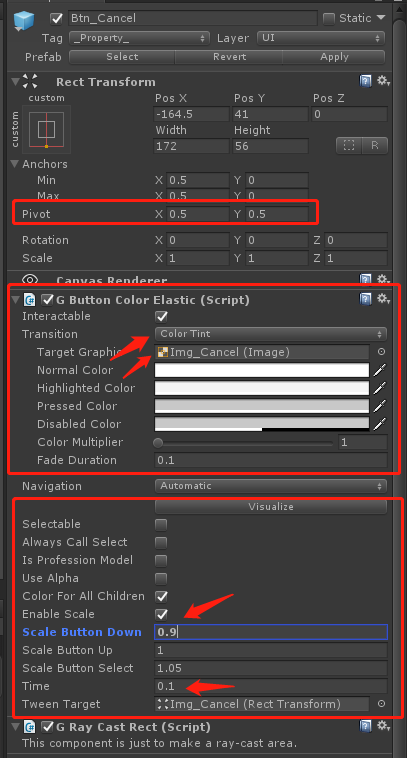 Btn_Cancel Static
Tag _Property_ Layer UI
Prefab Select Revert Apply
Rect Transform
custom Pos X Pos Y Pos Z
custom -164.5 41 0
Width Height
172 56 R
Anchors
Min X 0.5 Y 0
Max X 0.5 Y 0
Pivot X 0.5 Y 0.5
Rotation X 0 Y 0 Z 0
Scale X 1 Y 1 Z 1
Canvas Renderer
G Button Color Elastic (Script)
Interactable
Transition Color Tint
Target Graphic Img_Cancel (Image)
Normal Color
Highlighted Color
Pressed Color
Disabled Color
Color Multiplier 1
Fade Duration 0.1
Navigation Automatic
Visualize
Selectable
Always Call Select
Is Profession Model
Use Alpha
Color For All Children
Enable Scale
Scale Button Down 0.9
Scale Button Up 1
Scale Button Select 1.05
Time 0.1
Tween Target Img_Cancel (Rect Transform)
G Ray Cast Rect (Script)
This component is just to make a ray-cast area.